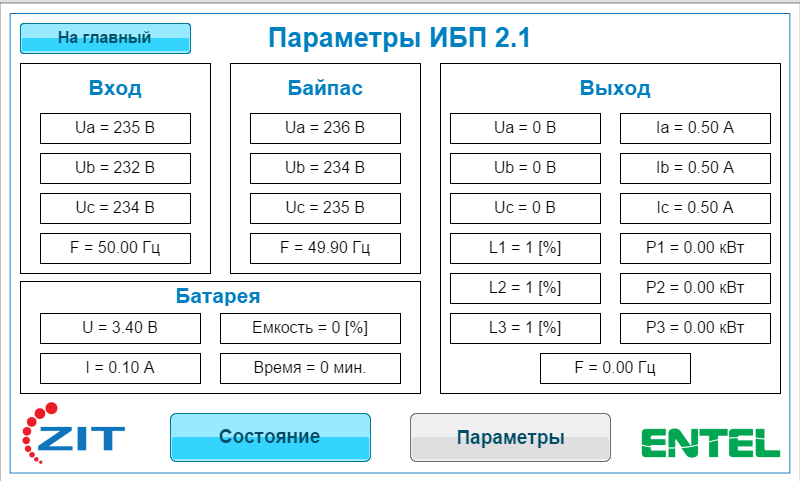 На главный
Параметры ИБП 2.1
Вход
Ua = 235 В
Ub = 232 В
Uc = 234 В
F = 50.00 Гц
Байпас
Ua = 236 В
Ub = 234 В
Uc = 235 В
F = 49.90 Гц
Выход
Ua = 0 В
Ia = 0.50 А
Ub = 0 В
Ib = 0.50 А
Uc = 0 В
Ic = 0.50 А
L1 = 1 [%]
P1 = 0.00 кВт
L2 = 1 [%]
P2 = 0.00 кВт
L3 = 1 [%]
P3 = 0.00 кВт
F = 0.00 Гц
Батарея
U = 3.40 В
Емкость = 0 [%]
I = 0.10 А
Время = 0 мин.
ZIT
Состояние
Параметры
ENTEL